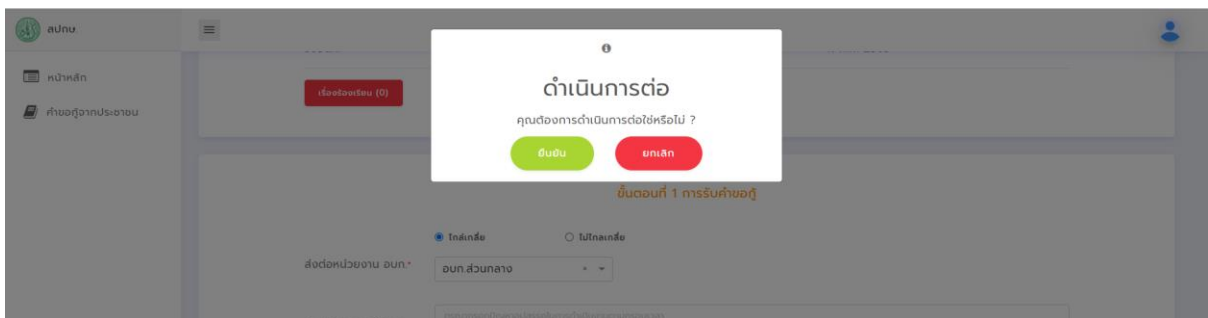 สปกษ
หน้าหลัก
คำขอกู้จากประชาชน
เรื่องร้องเรียน (0)
ดำเนินการต่อ
คุณต้องการดำเนินการต่อใช่หรือไม่ ?
ยืนยัน
ยกเลิก
ขั้นตอนที่ 1 การรับคำขอกู้
ไกล่เกลี่ย
ไม่ไกลเกลี่ย
ส่งต่อหน่วยงาน อบก.*
อบก.ส่วนกลาง